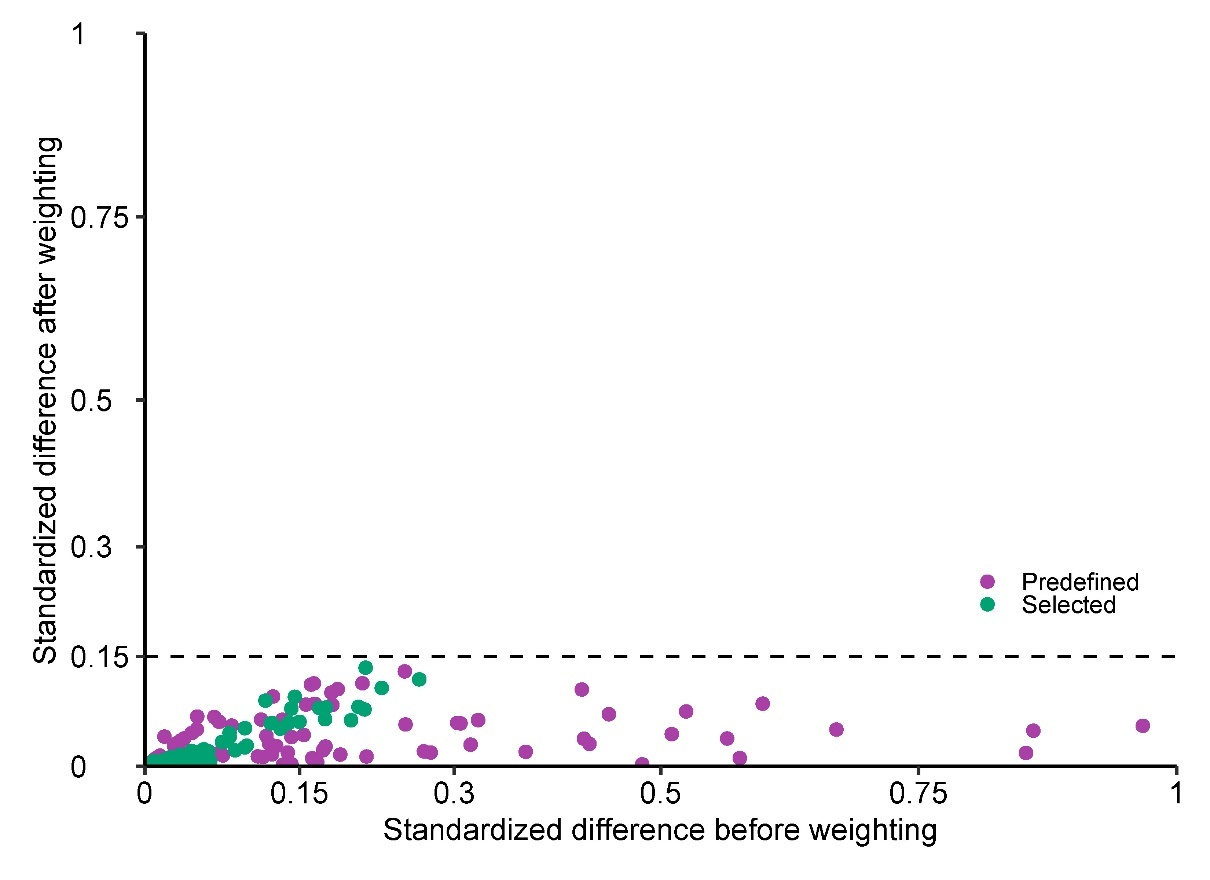 1
0.75
0.5
0.3
0.15
0
Standardized difference after weighting
Predefined
Selected
0 0.15 0.3 0.5 0.75 1
Standardized difference before weighting